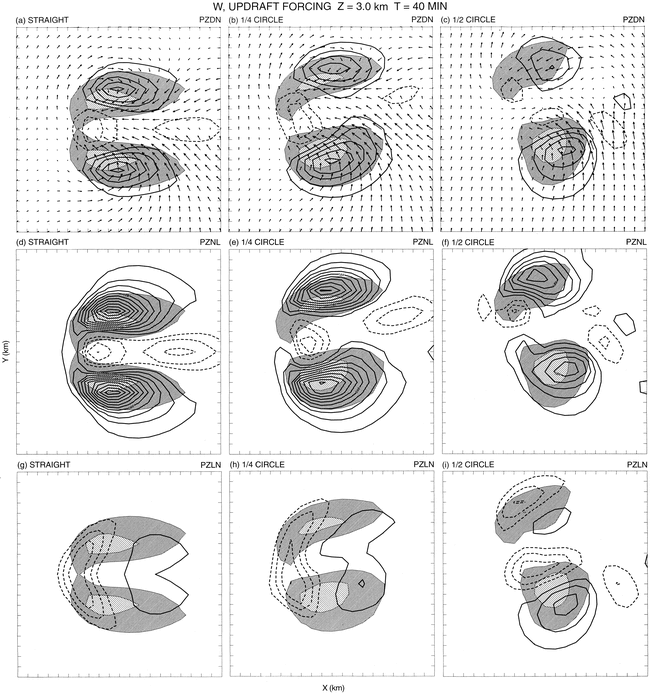 W, UPDRAFT FORCING Z = 3.0 km T = 40 MIN
(a) STRAIGHT PZDN
(b) 1/4 CIRCLE PZDN
(c) 1/2 CIRCLE PZDN
(d) STRAIGHT PZNL
(e) 1/4 CIRCLE PZNL
(f) 1/2 CIRCLE PZNL
Y (km)
(g) STRAIGHT PZLN
(h) 1/4 CIRCLE PZLN
(i) 1/2 CIRCLE PZLN
X (km)